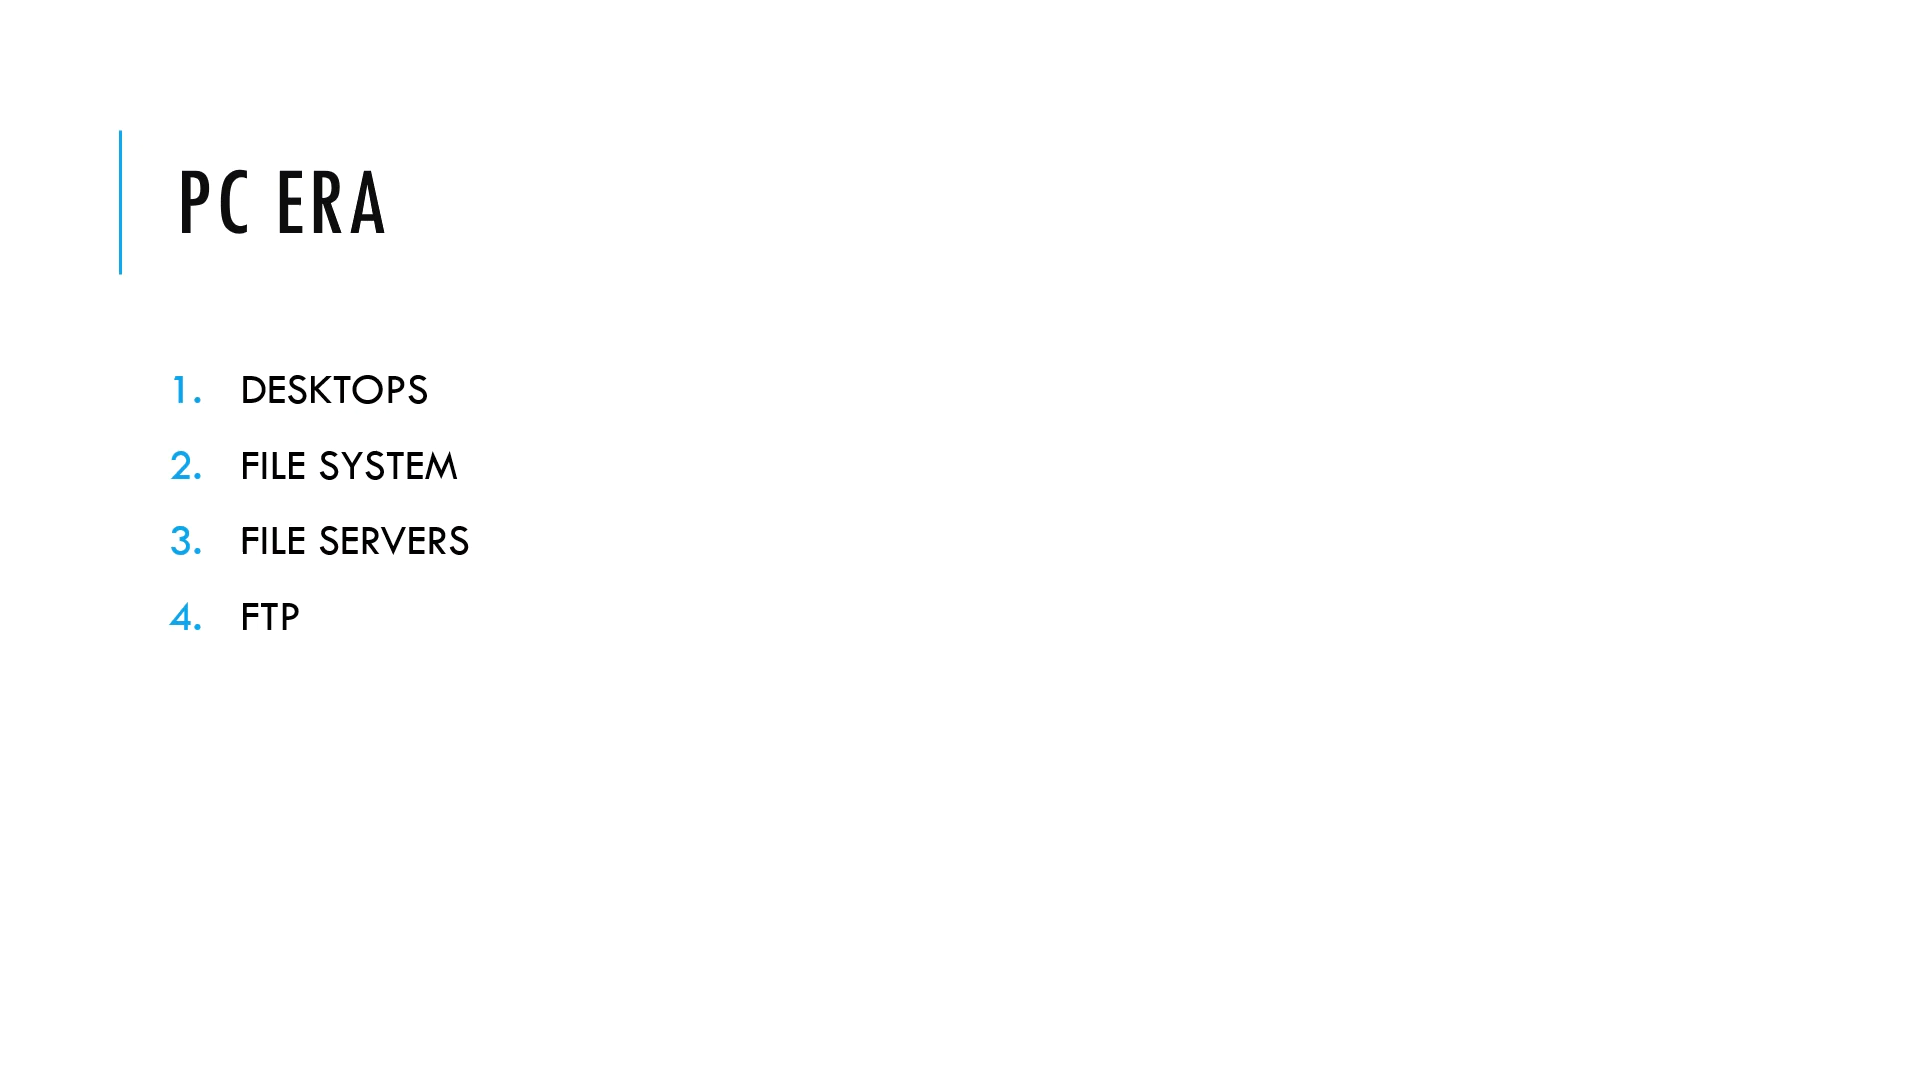 PC ERA
1. DESKTOPS
2. FILE SYSTEM
3. FILE SERVERS
4. FTP